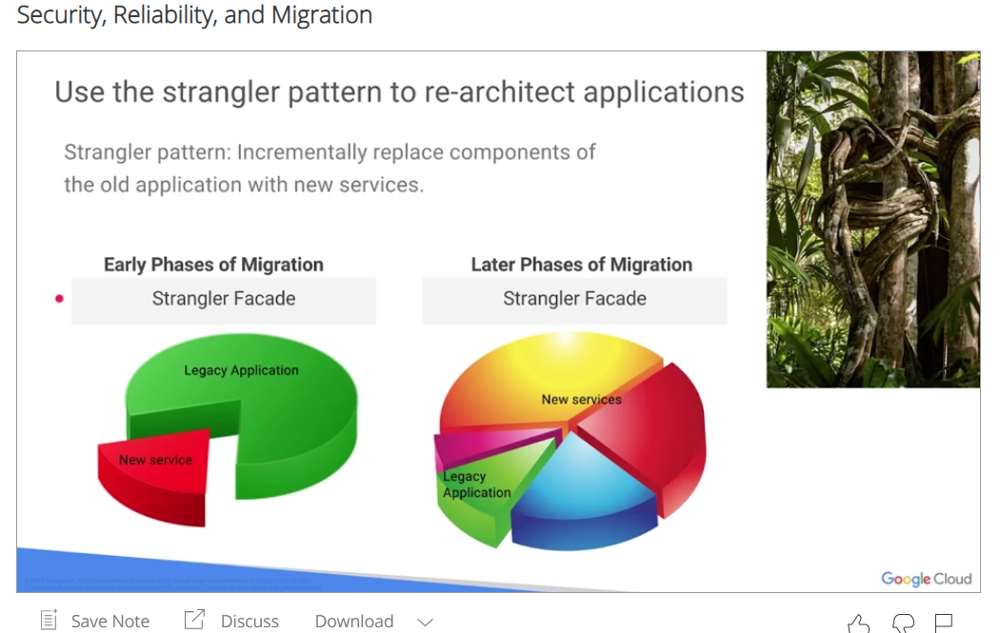 Security, Reliability, and Migration
Use the strangler pattern to re-architect applications
Strangler pattern: Incrementally replace components of
the old application with new services.
Early Phases of Migration
Strangler Facade
Legacy Application
New service
Later Phases of Migration
Strangler Facade
New services
Legacy
Application
Google Cloud
Save Note
Discuss
Download